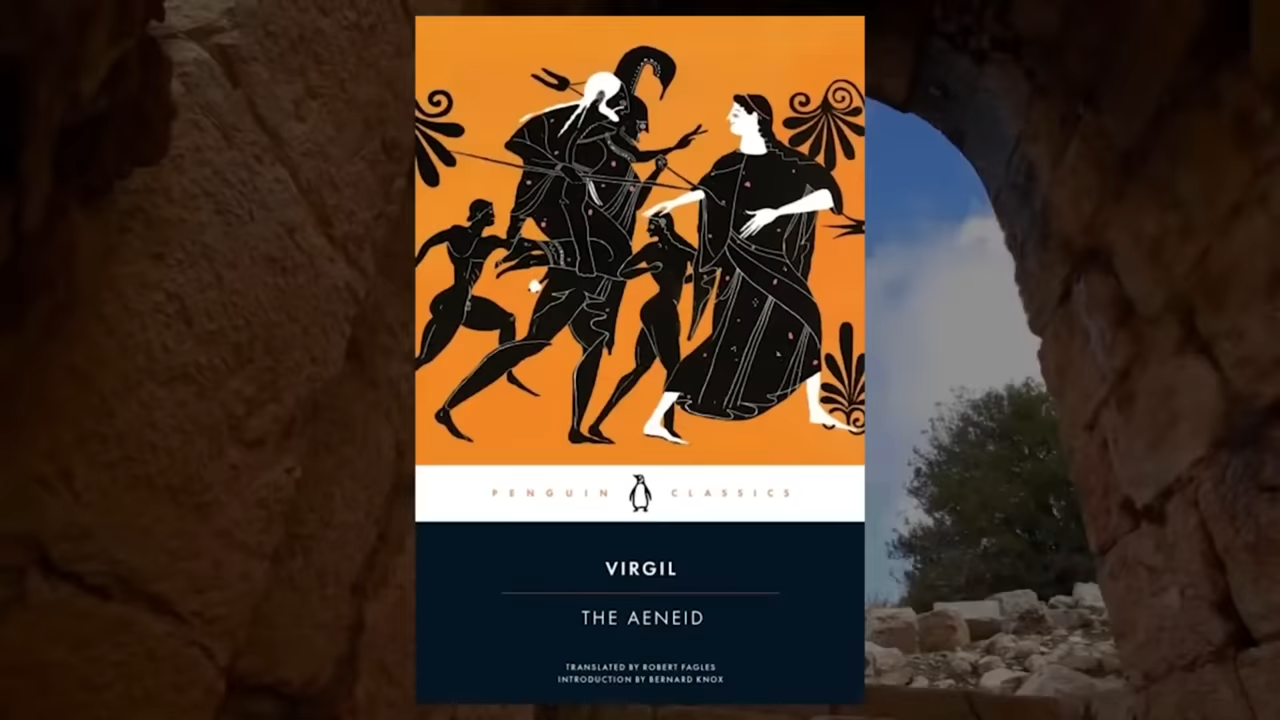 PENGUIN CLASSICS
VIRGIL
THE AENEID
TRANSLATED BY ROBERT FAGLES
INTRODUCTION BY BERNARD KNOX